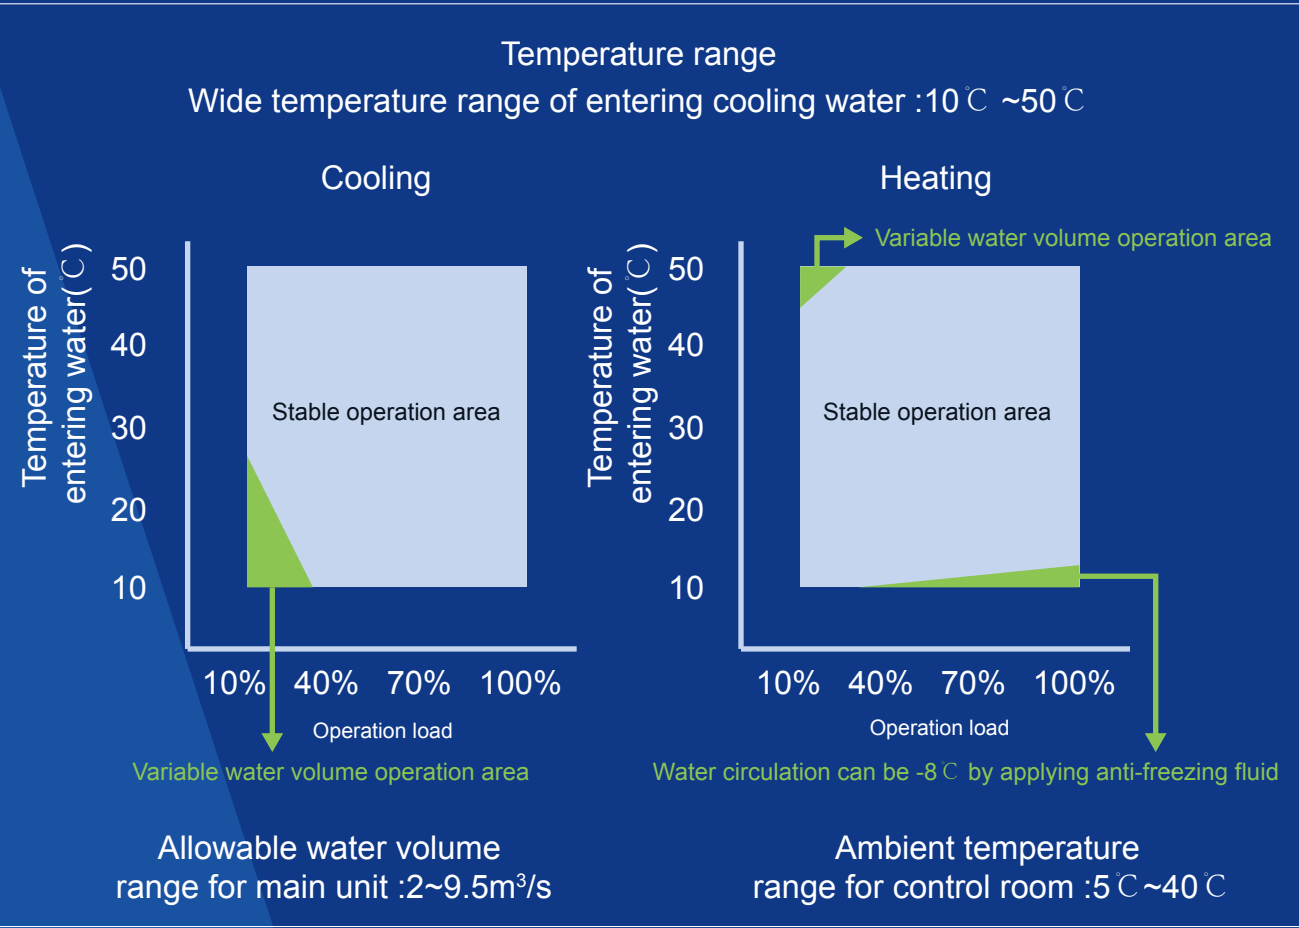 Temperature range
Wide temperature range of entering cooling water :10℃ ~50℃
Cooling
Temperature of
entering water(℃)
50
40
30
20
10
Stable operation area
10% 40% 70% 100%
Operation load
Variable water volume operation area
Allowable water volume
range for main unit :2~9.5m³/s
Heating
Variable water volume operation area
Temperature of
entering water(℃)
50
40
30
20
10
Stable operation area
10% 40% 70% 100%
Operation load
Water circulation can be -8℃ by applying anti-freezing fluid
Ambient temperature
range for control room :5℃~40℃